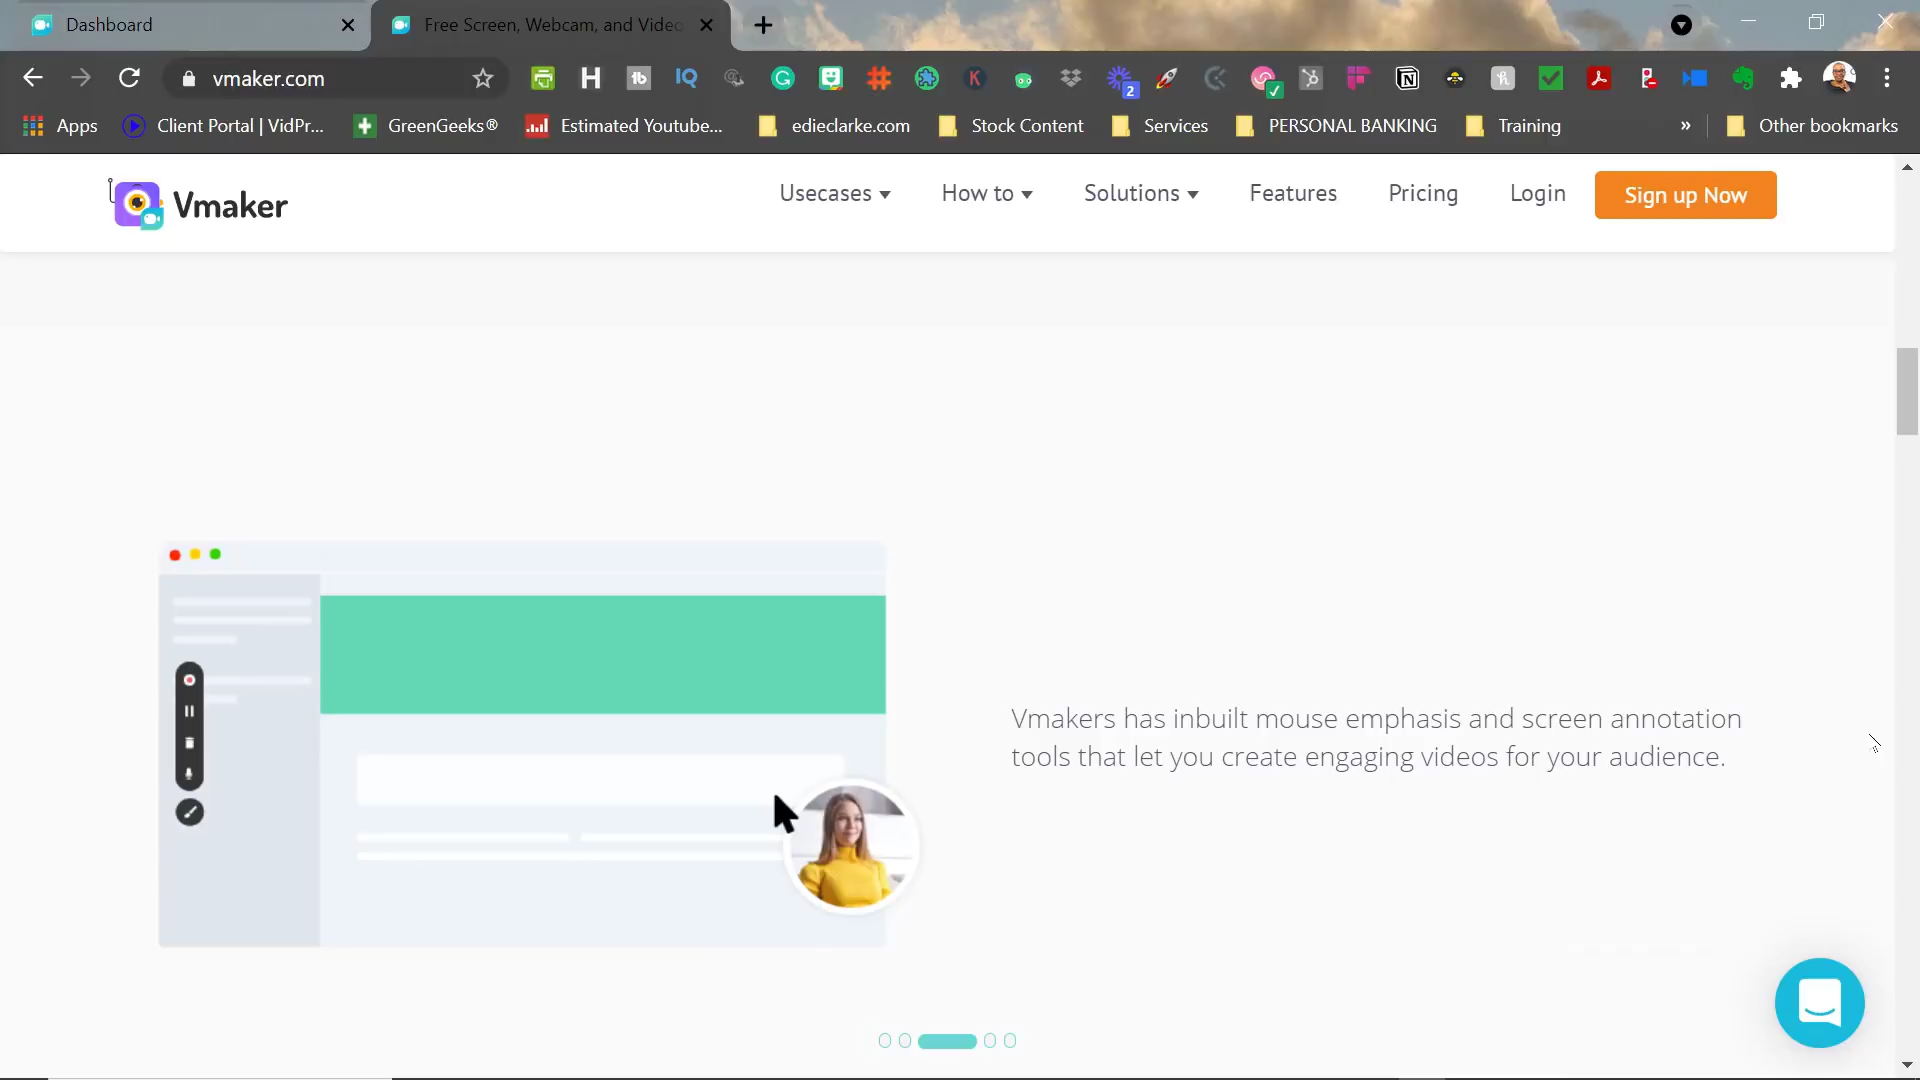 Dashboard
Free Screen, Webcam, and Video
vmaker.com
2
Apps
Client Portal | VidPr...
GreenGeeks®
Estimated Youtube...
edieclarke.com
Stock Content
Services
PERSONAL BANKING
Training
»
Other bookmarks
Vmaker
Usecases
How to
Solutions
Features
Pricing
Login
Sign up Now
Vmakers has inbuilt mouse emphasis and screen annotation
tools that let you create engaging videos for your audience.